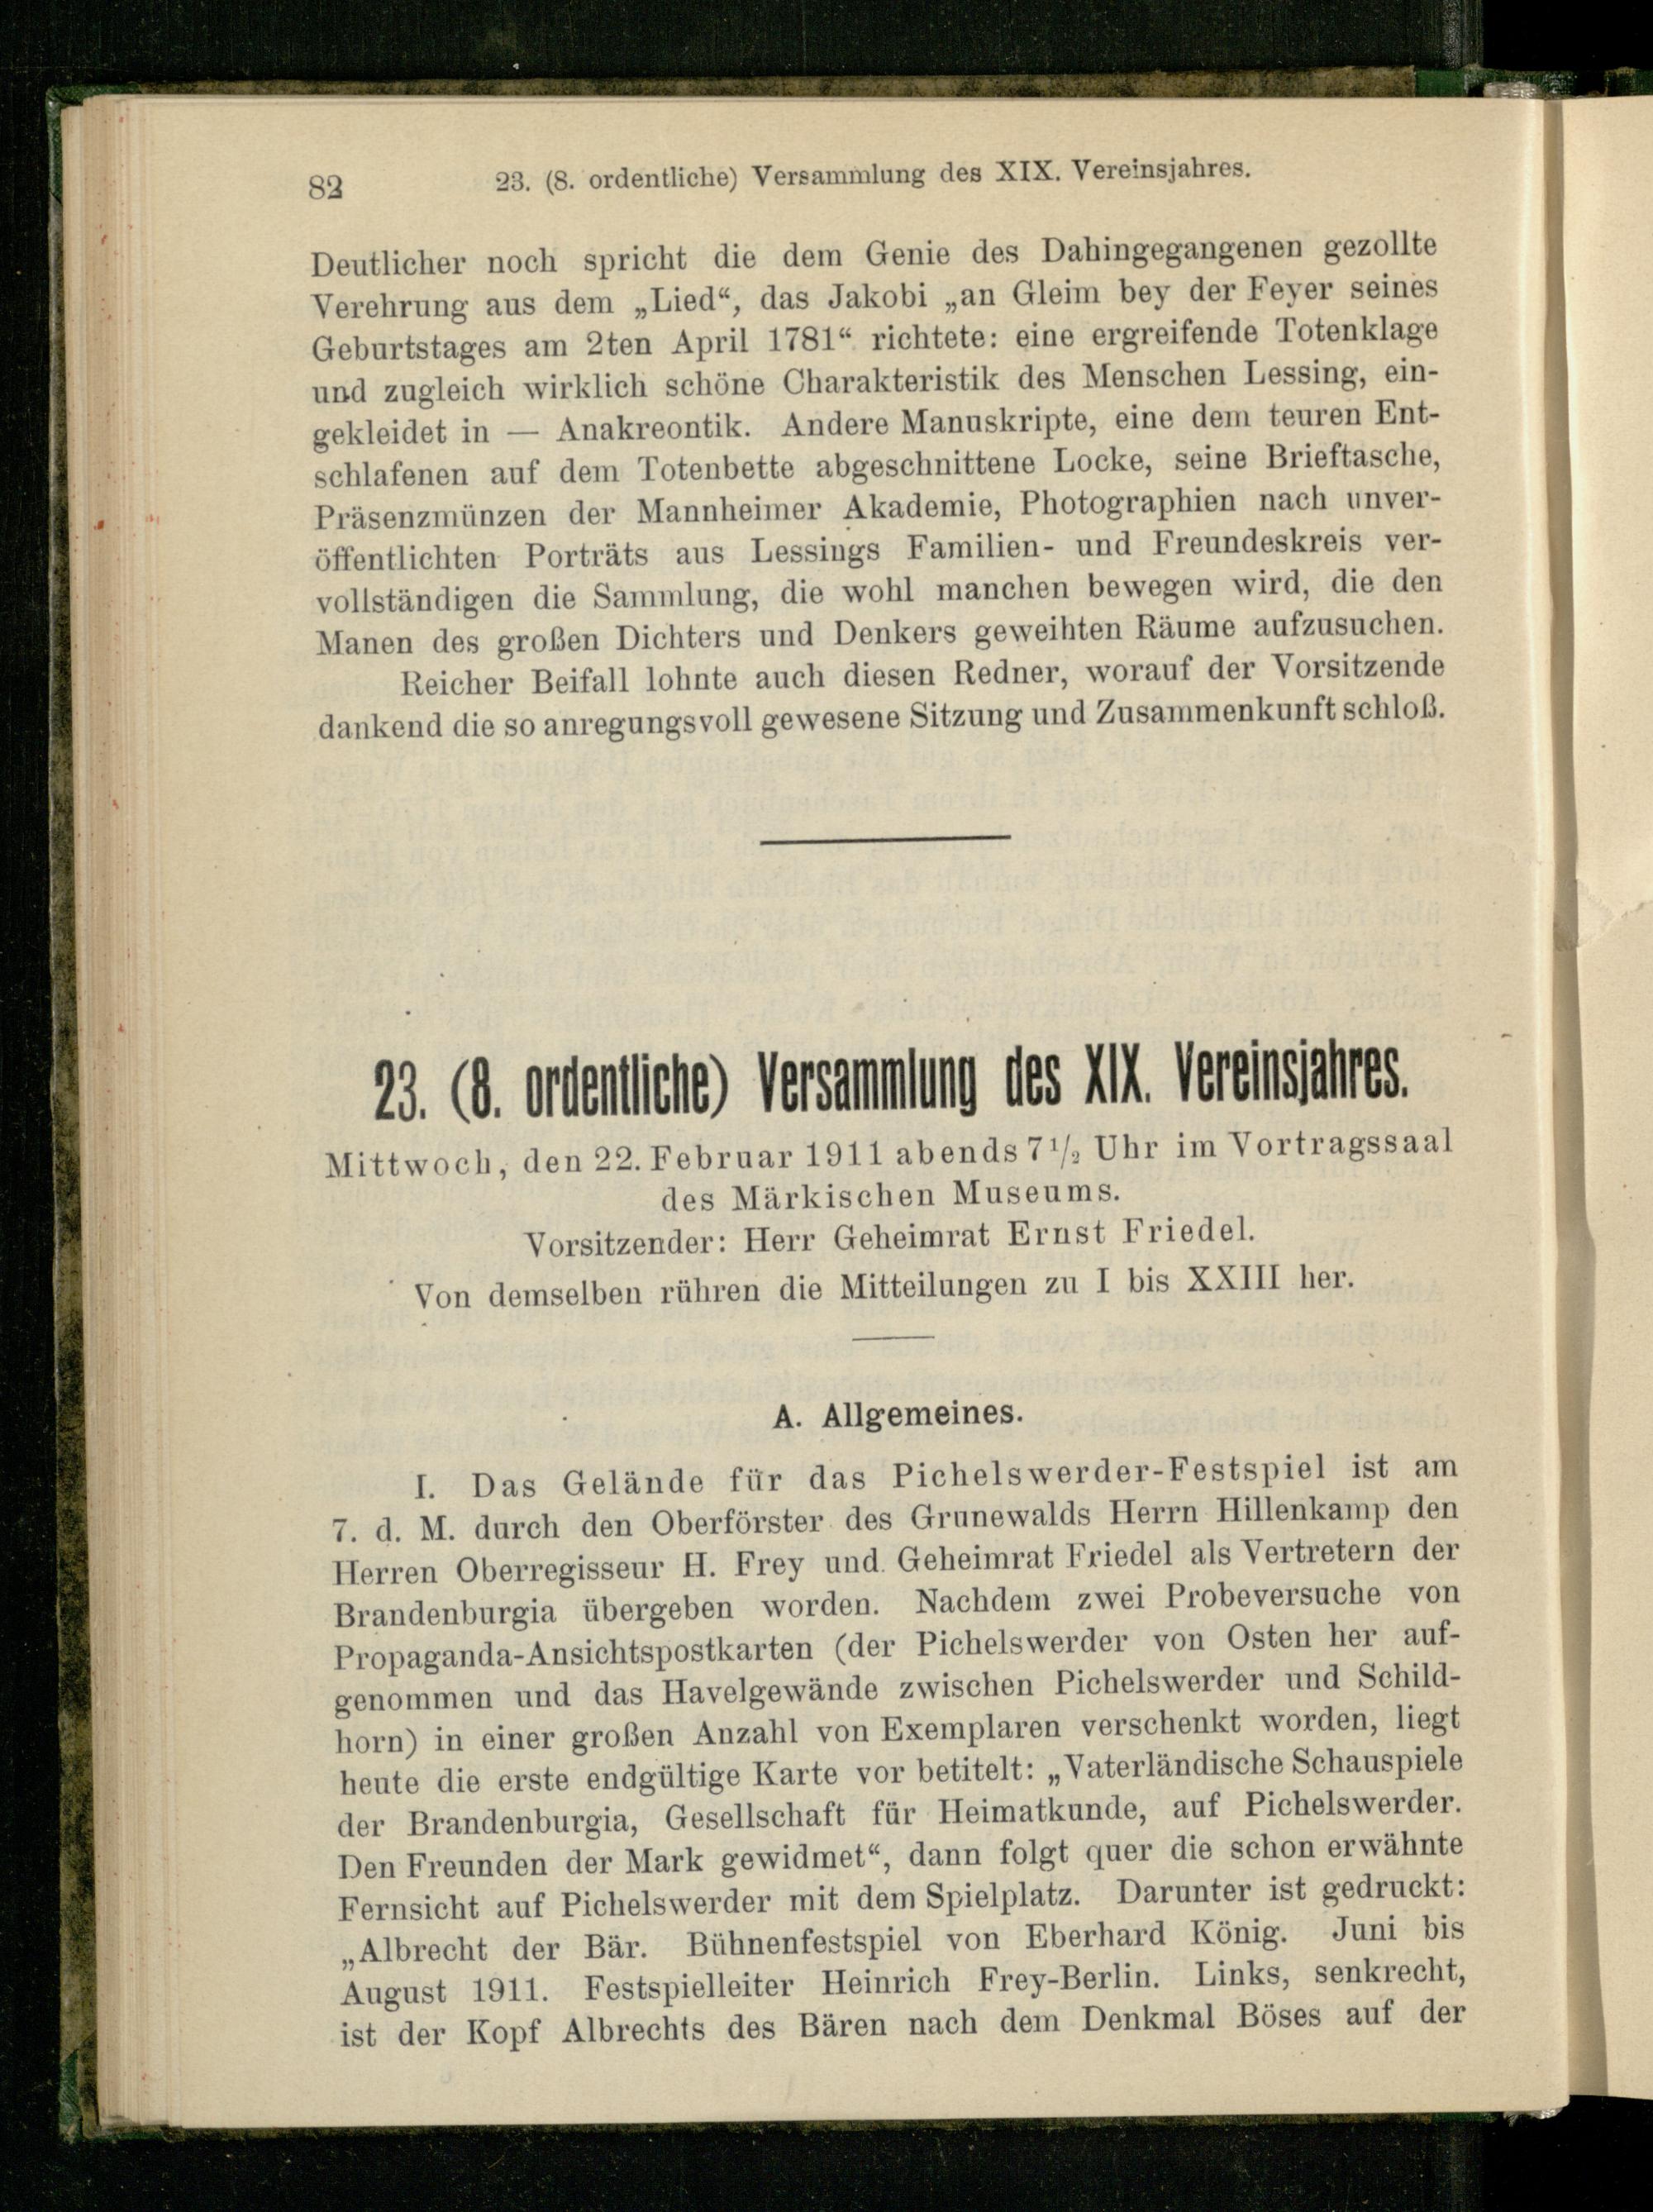 82 23. (8. ordentliche) Versammlung des XIX. Vereinsjahres.
Deutlicher noch spricht die dem Genie des Dahingegangenen gezollte
Verehrung aus dem „Lied“, das Jakobi „an Gleim bey der Feyer seines
Geburtstages am 2ten April 1781“ richtete: eine ergreifende Totenklage
und zugleich wirklich schöne Charakteristik des Menschen Lessing, ein-
gekleidet in — Anakreontik. Andere Manuskripte, eine dem teuren Ent-
schlafenen auf dem Totenbette abgeschnittene Locke, seine Brieftasche,
Präsenzmünzen der Mannheimer Akademie, Photographien nach unver-
öffentlichten Porträts aus Lessings Familien- und Freundeskreis ver-
vollständigen die Sammlung, die wohl manchen bewegen wird, die den
Manen des großen Dichters und Denkers geweihten Räume aufzusuchen.
Reicher Beifall lohnte auch diesen Redner, worauf der Vorsitzende
dankend die so anregungsvoll gewesene Sitzung und Zusammenkunft schloß.
23. (8. ordentliche) Versammlung des XIX. Vereinsjahres.
Mittwoch, den 22. Februar 1911 abends 7 1/2 Uhr im Vortragssaal
des Märkischen Museums.
Vorsitzender: Herr Geheimrat Ernst Friedel.
Von demselben rühren die Mitteilungen zu I bis XXIII her.
A. Allgemeines.
I. Das Gelände für das Pichelswerder-Festspiel ist am
7. d. M. durch den Oberförster des Grunewalds Herrn Hillenkamp den
Herren Oberregisseur H. Frey und Geheimrat Friedel als Vertretern der
Brandenburgia übergeben worden. Nachdem zwei Probeversuche von
Propaganda-Ansichtspostkarten (der Pichelswerder von Osten her auf-
genommen und das Havelgewände zwischen Pichelswerder und Schild-
horn) in einer großen Anzahl von Exemplaren verschenkt worden, liegt
heute die erste endgültige Karte vor betitelt: „Vaterländische Schauspiele
der Brandenburgia, Gesellschaft für Heimatkunde, auf Pichelswerder.
Den Freunden der Mark gewidmet“, dann folgt quer die schon erwähnte
Fernsicht auf Pichelswerder mit dem Spielplatz. Darunter ist gedruckt:
„Albrecht der Bär. Bühnenfestspiel von Eberhard König. Juni bis
August 1911. Festspielleiter Heinrich Frey-Berlin. Links, senkrecht,
ist der Kopf Albrechts des Bären nach dem Denkmal Böses auf der